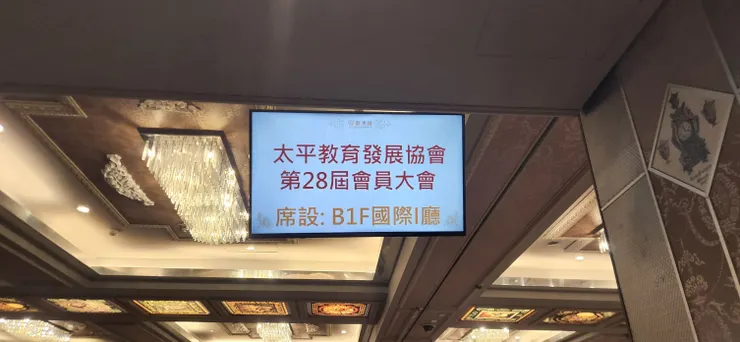 太平教育發展協會
第28屆會員大會
席設: B1F國際I廳